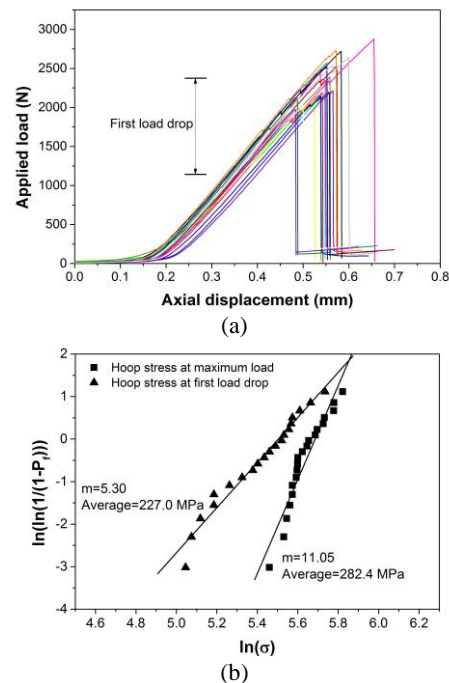 3000
2500
2000
1500
1000
500
0
Applied load (N)
First load drop
0.0 0.1 0.2 0.3 0.4 0.5 0.6 0.7 0.8
Axial displacement (mm)
(a)
2
1
0
-1
-2
-3
-4
ln(ln(1/(1-Pf)))
Hoop stress at maximum load
Hoop stress at first load drop
m=5.30
Average=227.0 MPa
m=11.05
Average=282.4 MPa
4.6 4.8 5.0 5.2 5.4 5.6 5.8 6.0 6.2
ln(σ)
(b)